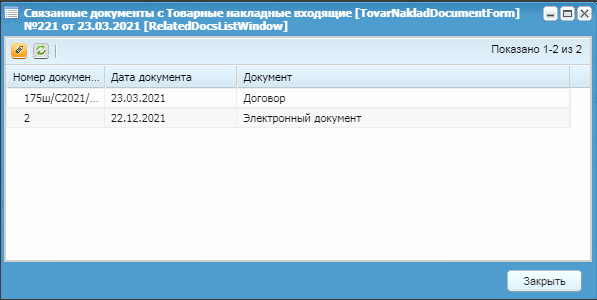 Связанные документы с Товарные накладные входящие [TovarNakladDocumentForm]
№221 от 23.03.2021 [RelatedDocsListWindow]
Показано 1-2 из 2
Номер докумен... Дата документа Документ
175ш/С2021/... 23.03.2021 Договор
2 22.12.2021 Электронный документ
Закрыть